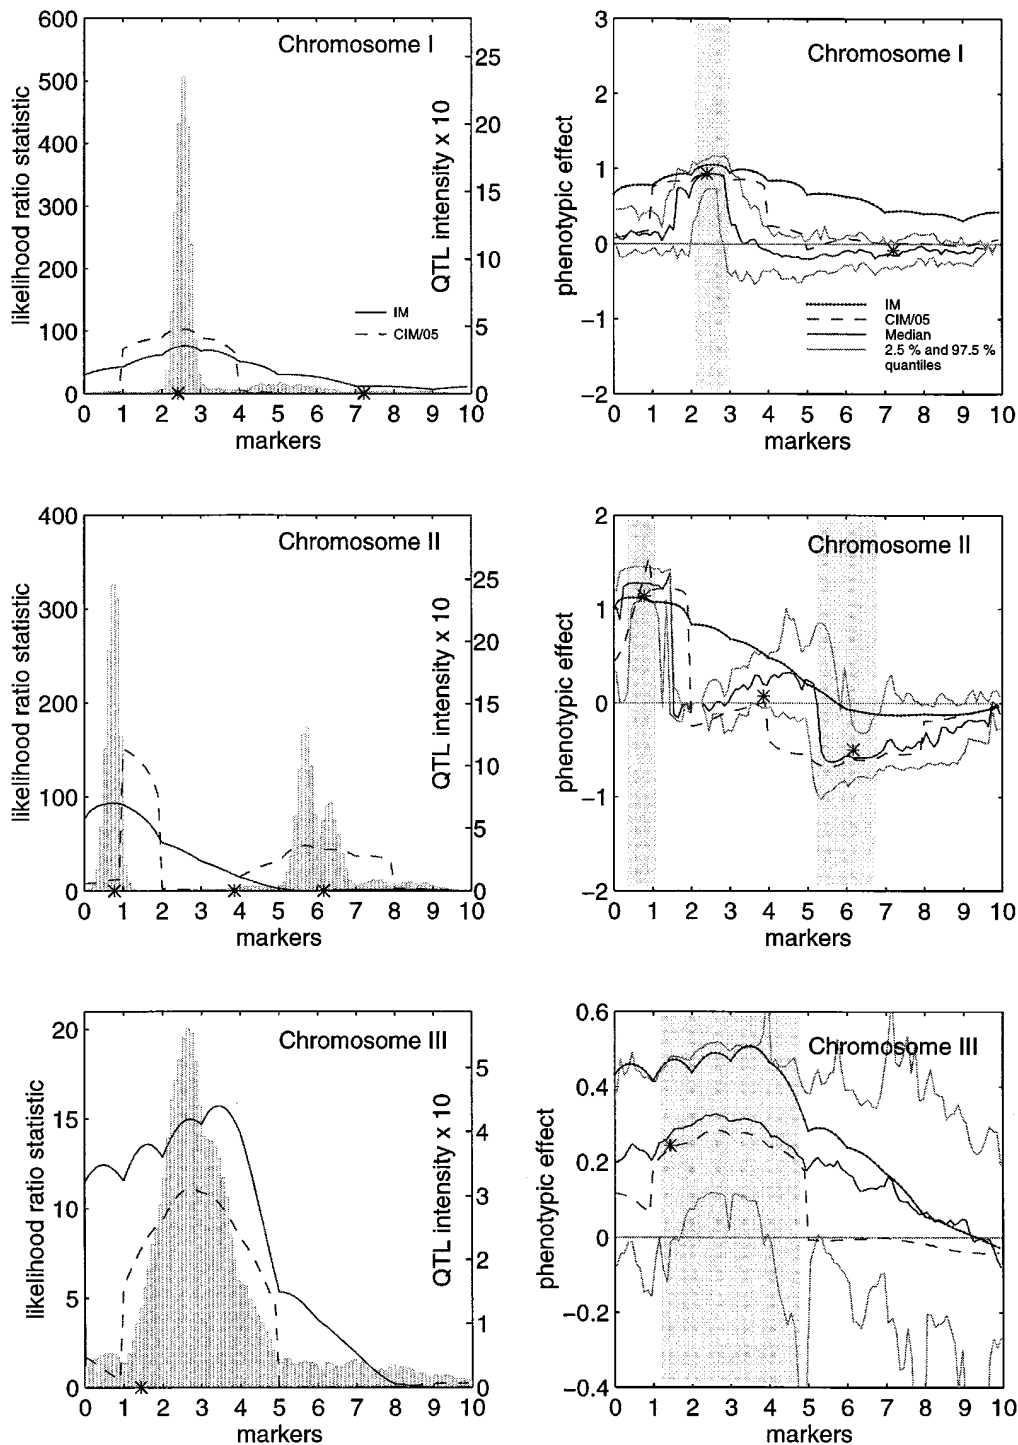 600
500
400
300
200
100
0
25
20
15
10
5
0
likelihood ratio statistic
QTL intensity x 10
Chromosome I
IM
CIM/05
0 1 2 3 4 5 6 7 8 9 10
markers
3
2
1
0
−1
−2
phenotypic effect
Chromosome I
IM
CIM/05
Median
2.5 % and 97.5 %
quantiles
0 1 2 3 4 5 6 7 8 9 10
markers
400
300
200
150
100
50
0
25
20
15
10
5
0
likelihood ratio statistic
QTL intensity x 10
Chromosome II
0 1 2 3 4 5 6 7 8 9 10
markers
2
1
0
−1
−2
phenotypic effect
Chromosome II
0 1 2 3 4 5 6 7 8 9 10
markers
20
15
10
5
0
5
4
3
2
1
0
likelihood ratio statistic
QTL intensity x 10
Chromosome III
0 1 2 3 4 5 6 7 8 9 10
markers
0.6
0.4
0.2
0
−0.2
−0.4
phenotypic effect
Chromosome III
0 1 2 3 4 5 6 7 8 9 10
markers